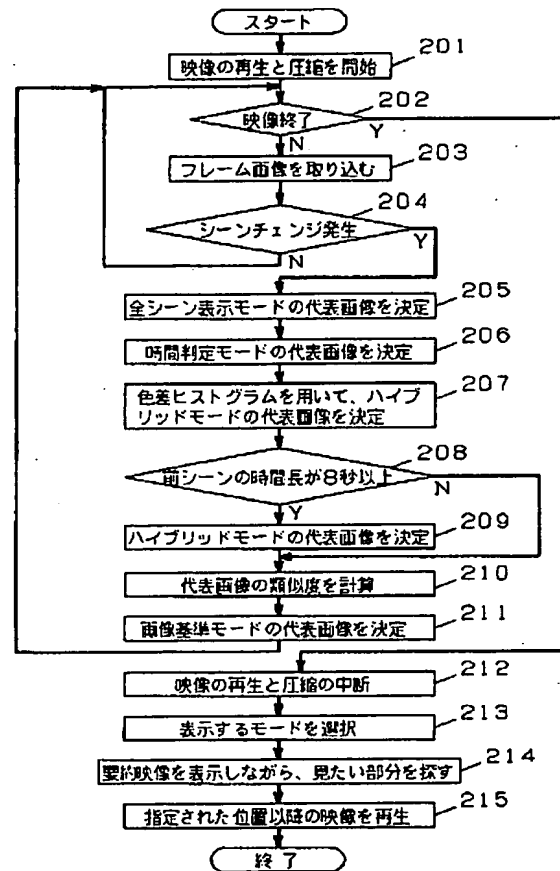 スタート
映像の再生と圧縮を開始
201
映像終了
202
Y
N
フレーム画像を取り込む
203
シーンチェンジ発生
204
Y
N
全シーン表示モードの代表画像を決定
205
時間判定モードの代表画像を決定
206
色差ヒストグラムを用いて、ハイブ
リッドモードの代表画像を決定
207
前シーンの時間長が8秒以上
208
N
Y
ハイブリッドモードの代表画像を決定
209
代表画像の類似度を計算
210
画像基準モードの代表画像を決定
211
映像の再生と圧縮の中断
212
表示するモードを選択
213
要約映像を表示しながら、見たい部分を探す
214
指定された位置以降の映像を再生
215
終了